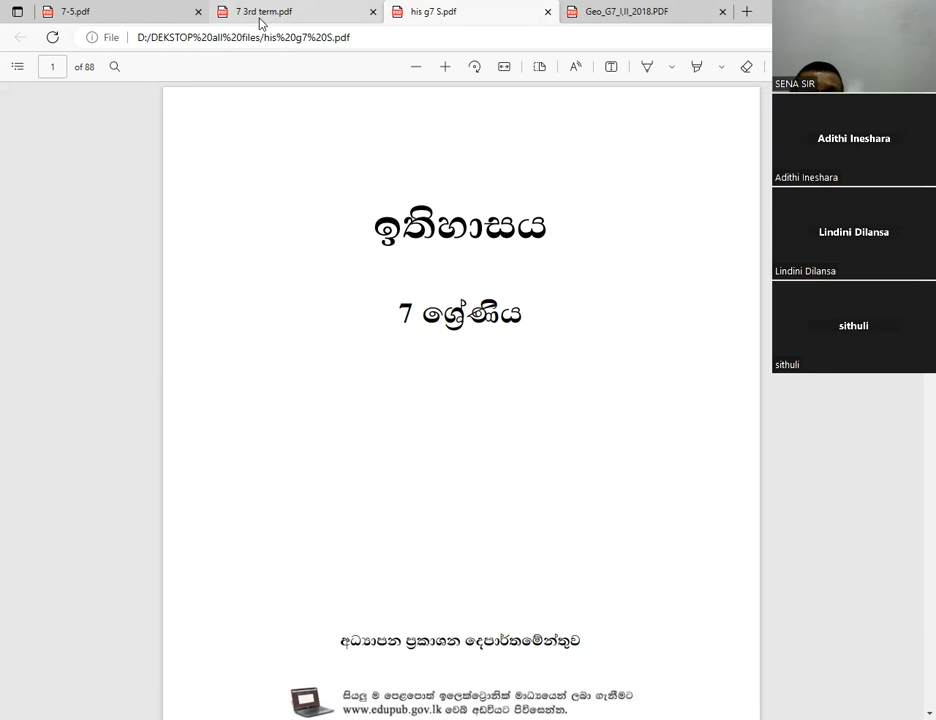 7-5.pdf
7 3rd term.pdf
his g7 S.pdf
Geo_G7_I,II_2018.PDF
File
D:/DEKSTOP%20all%20files/his%20g7%20S.pdf
1 of 88
SENA SIR
Adithi Ineshara
Adithi Ineshara
Lindini Dilansa
Lindini Dilansa
sithuli
sithuli
ඉතිහාසය
7 ශ්‍රේණිය
අධ්‍යාපන ප්‍රකාශන දෙපාර්තමේන්තුව
සියලු ම පෙළපොත් ඉලෙක්ට්‍රොනික් මාධ්‍යයෙන් ලබා ගැනීමට
www.edupub.gov.lk වෙබ් අඩවියට පිවිසෙන්න.